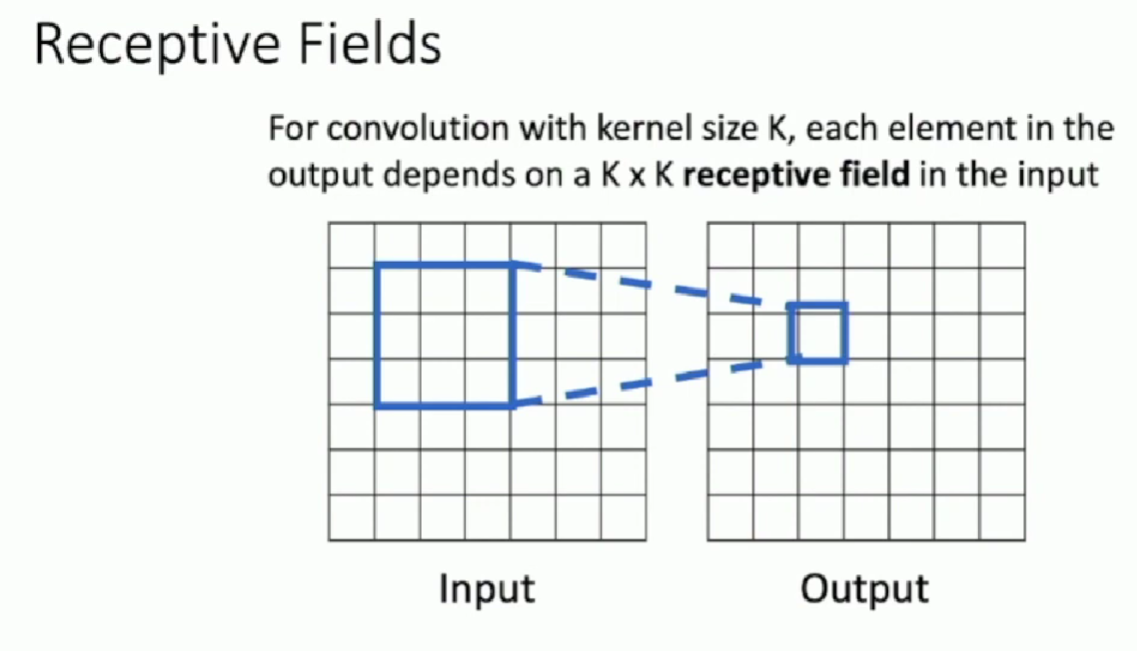 Receptive Fields
For convolution with kernel size K, each element in the
output depends on a K x K receptive field in the input
Input
Output